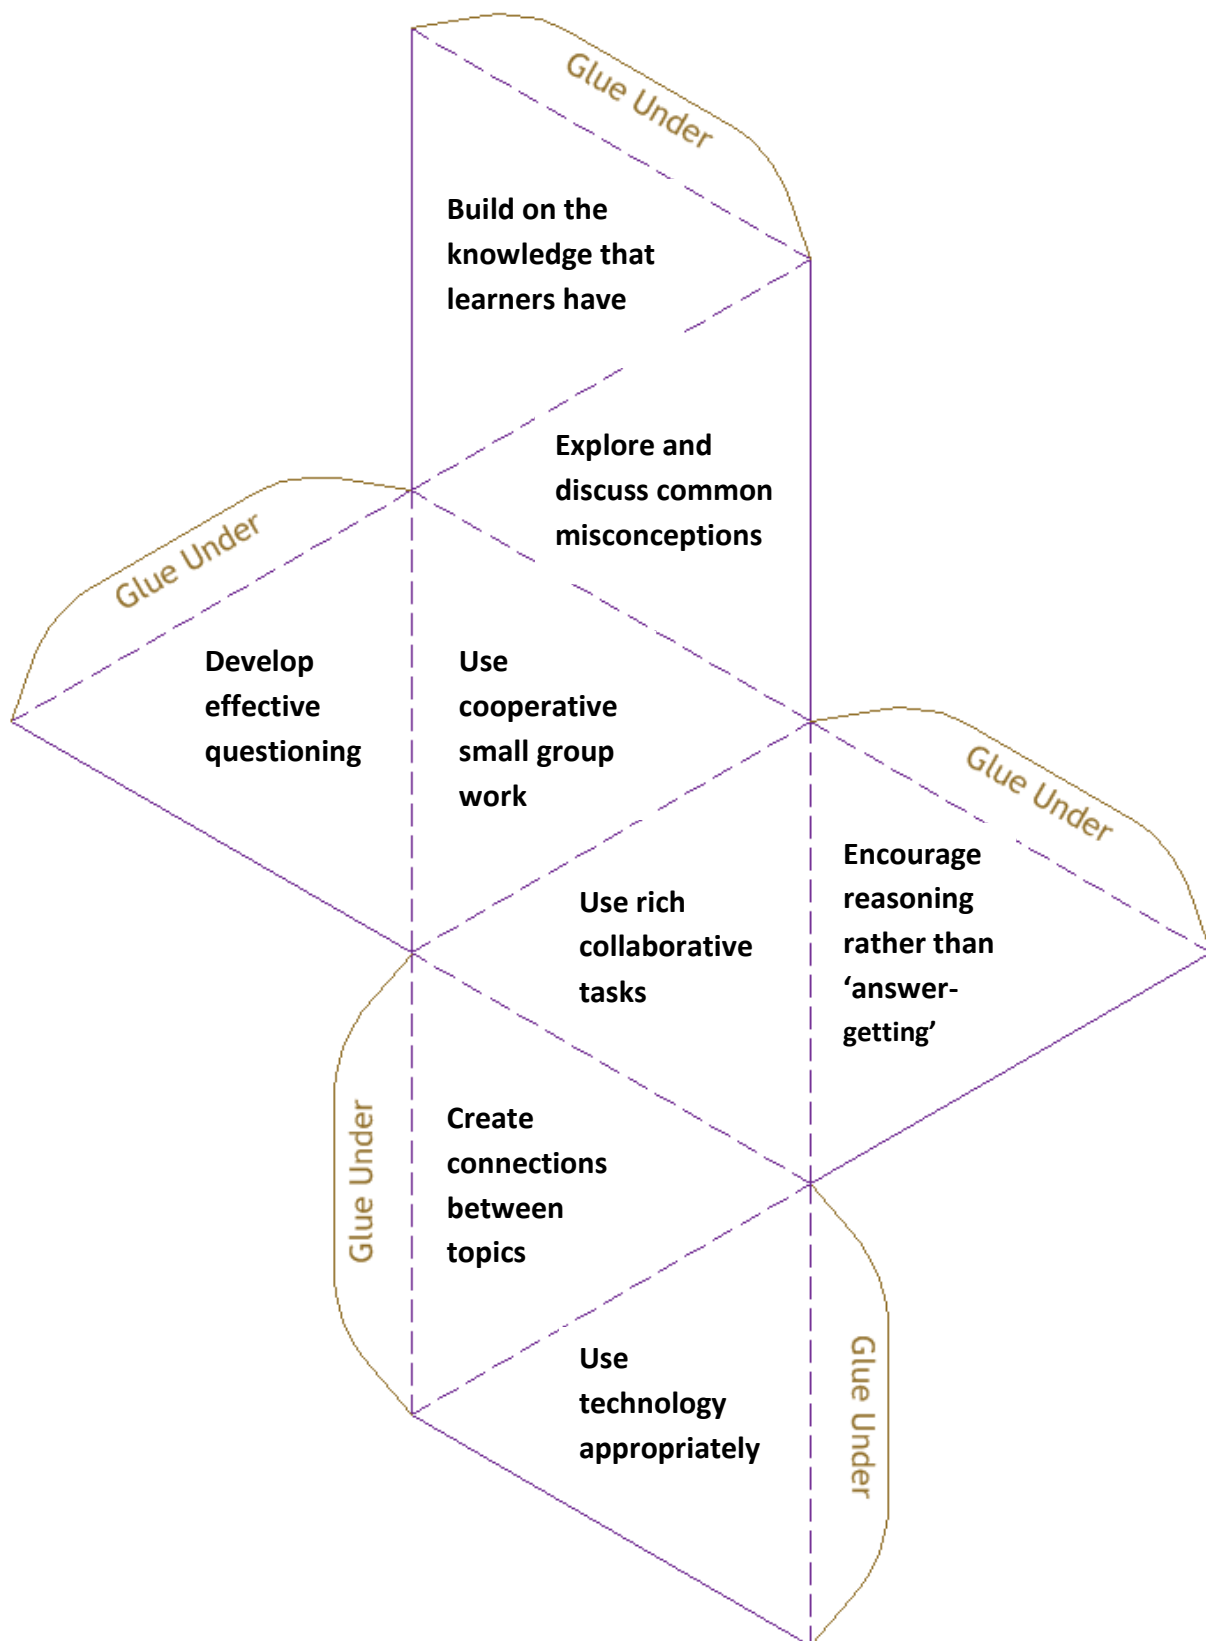 Glue Under
Build on the
knowledge that
learners have
Explore and
discuss common
misconceptions
Glue Under
Develop
effective
questioning
Use
cooperative
small group
work
Glue Under
Use rich
collaborative
tasks
Encourage
reasoning
rather than
‘answer-
getting’
Glue Under
Create
connections
between
topics
Use
technology
appropriately
Glue Under